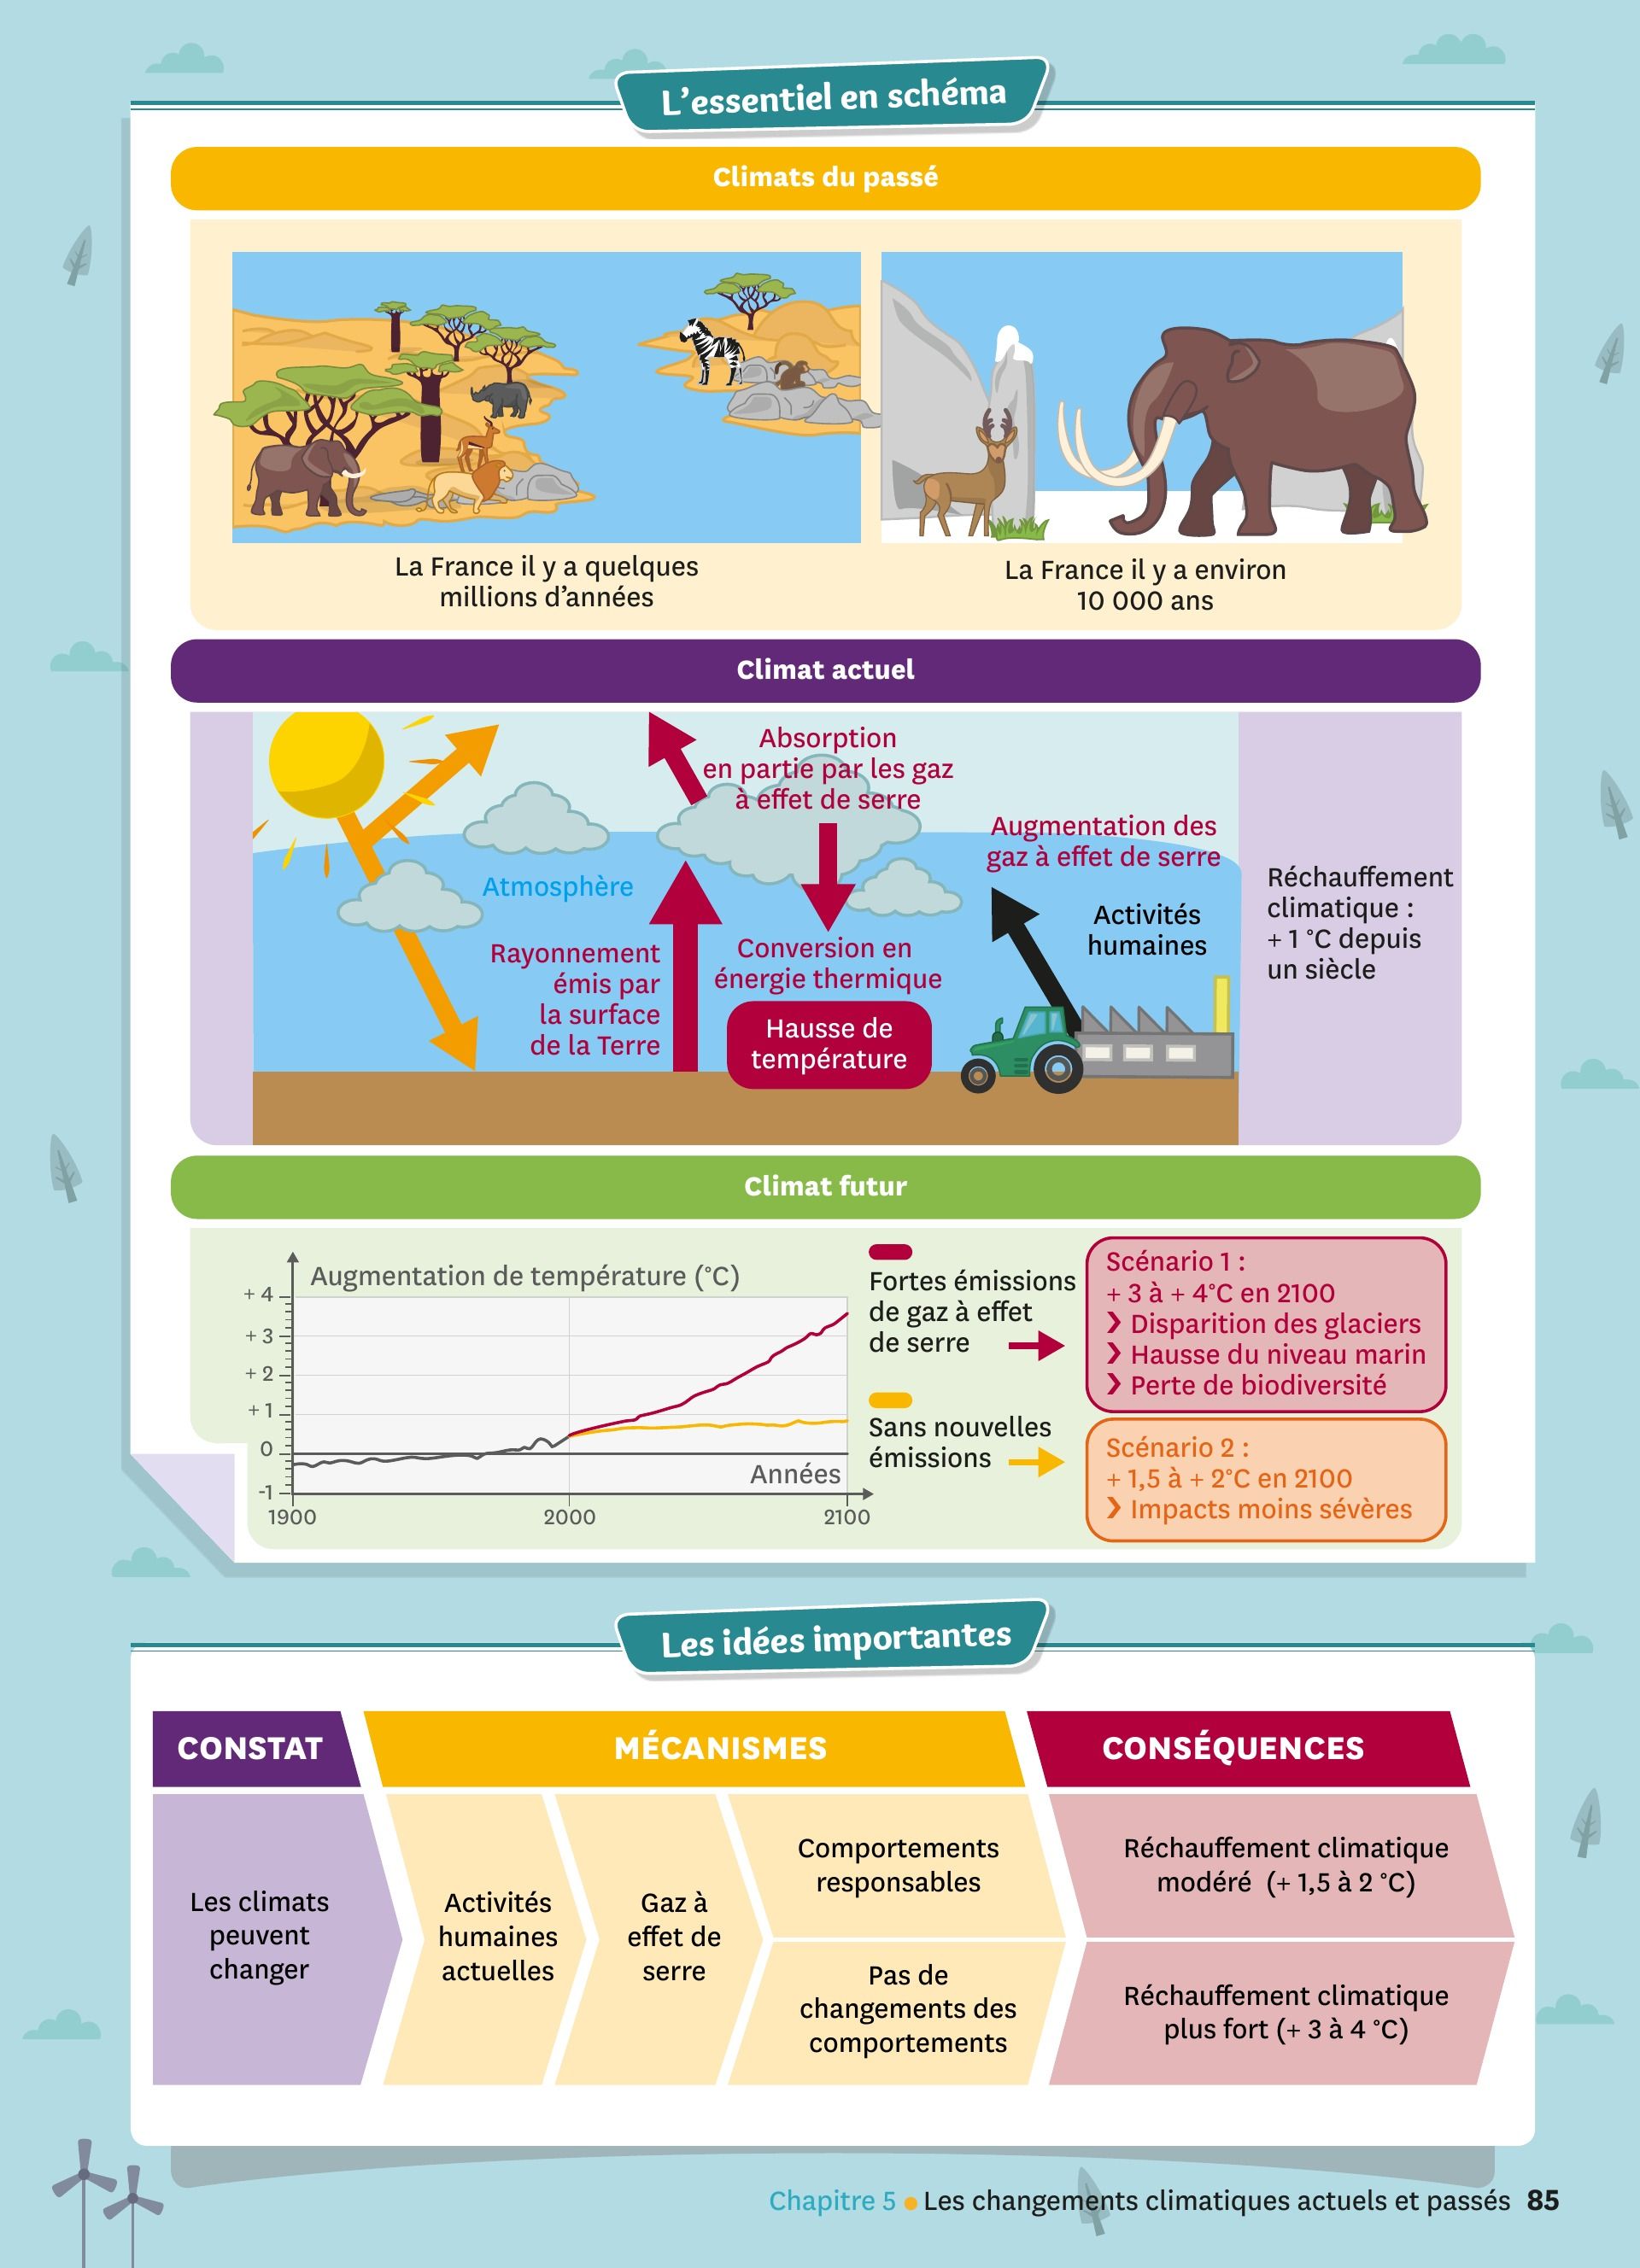 L'essentiel en schéma
Climats du passé
La France il y a quelques
millions d'années
La France il y a environ
10 000 ans
Climat actuel
Absorption
en partie par les gaz
à effet de serre
Augmentation des
gaz à effet de serre
Atmosphère
Activités
humaines
Rayonnement
émis par
la surface
de la Terre
Conversion en
énergie thermique
Hausse de
température
Réchauffement
climatique :
+ 1 °C depuis
un siècle
Climat futur
Augmentation de température (°C)
+ 4
+ 3
+ 2
+ 1
0
-1
Années
1900
2000
2100
Fortes émissions
de gaz à effet
de serre
Scénario 1 :
+ 3 à + 4°C en 2100
❯ Disparition des glaciers
❯ Hausse du niveau marin
❯ Perte de biodiversité
Sans nouvelles
émissions
Scénario 2 :
+ 1,5 à + 2°C en 2100
❯ Impacts moins sévères
Les idées importantes
CONSTAT
MÉCANISMES
CONSÉQUENCES
Les climats
peuvent
changer
Activités
humaines
actuelles
Gaz à
effet de
serre
Comportements
responsables
Pas de
changements des
comportements
Réchauffement climatique
modéré (+ 1,5 à 2 °C)
Réchauffement climatique
plus fort (+ 3 à 4 °C)
Chapitre 5 ● Les changements climatiques actuels et passés 85